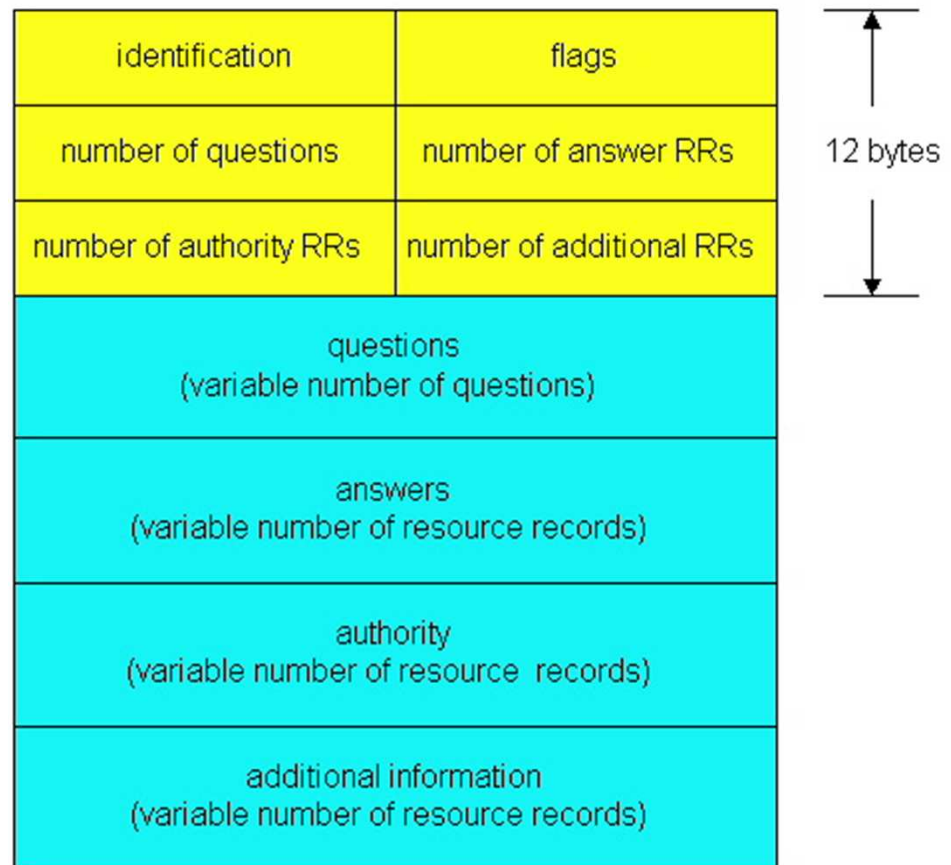 identification
flags
number of questions
number of answer RRs
12 bytes
number of authority RRs
number of additional RRs
questions
(variable number of questions)
answers
(variable number of resource records)
authority
(variable number of resource records)
additional information
(variable number of resource records)